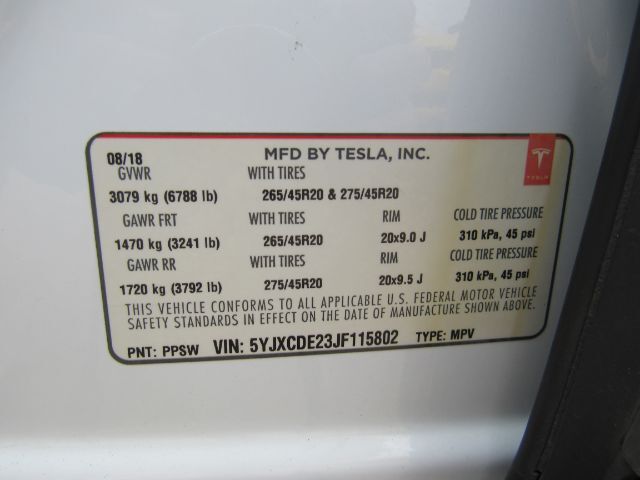 08/18 MFD BY TESLA, INC.
TESLA
GVWR WITH TIRES
3079 kg (6788 lb) 265/45R20 & 275/45R20
GAWR FRT WITH TIRES RIM COLD TIRE PRESSURE
1470 kg (3241 lb) 265/45R20 20x9.0 J 310 kPa, 45 psi
GAWR RR WITH TIRES RIM COLD TIRE PRESSURE
1720 kg (3792 lb) 275/45R20 20x9.5 J 310 kPa, 45 psi
THIS VEHICLE CONFORMS TO ALL APPLICABLE U.S. FEDERAL MOTOR VEHICLE
SAFETY STANDARDS IN EFFECT ON THE DATE OF MANUFACTURE SHOWN ABOVE.
PNT: PPSW VIN: 5YJXCDE23JF115802 TYPE: MPV